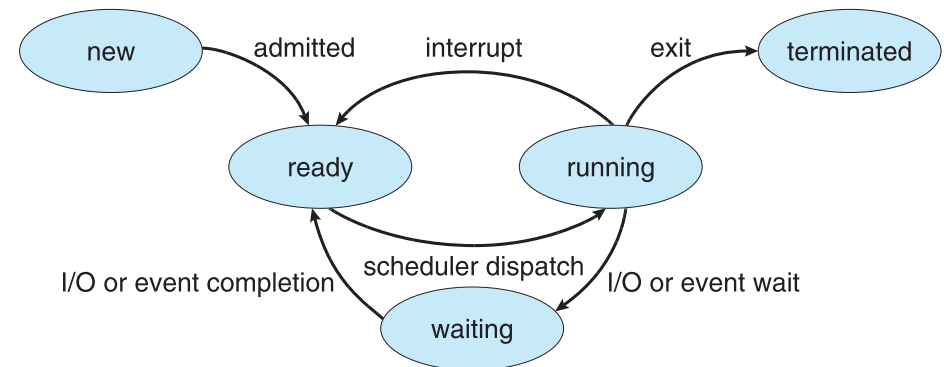 new
admitted
interrupt
exit
terminated
ready
running
I/O or event completion
scheduler dispatch
I/O or event wait
waiting